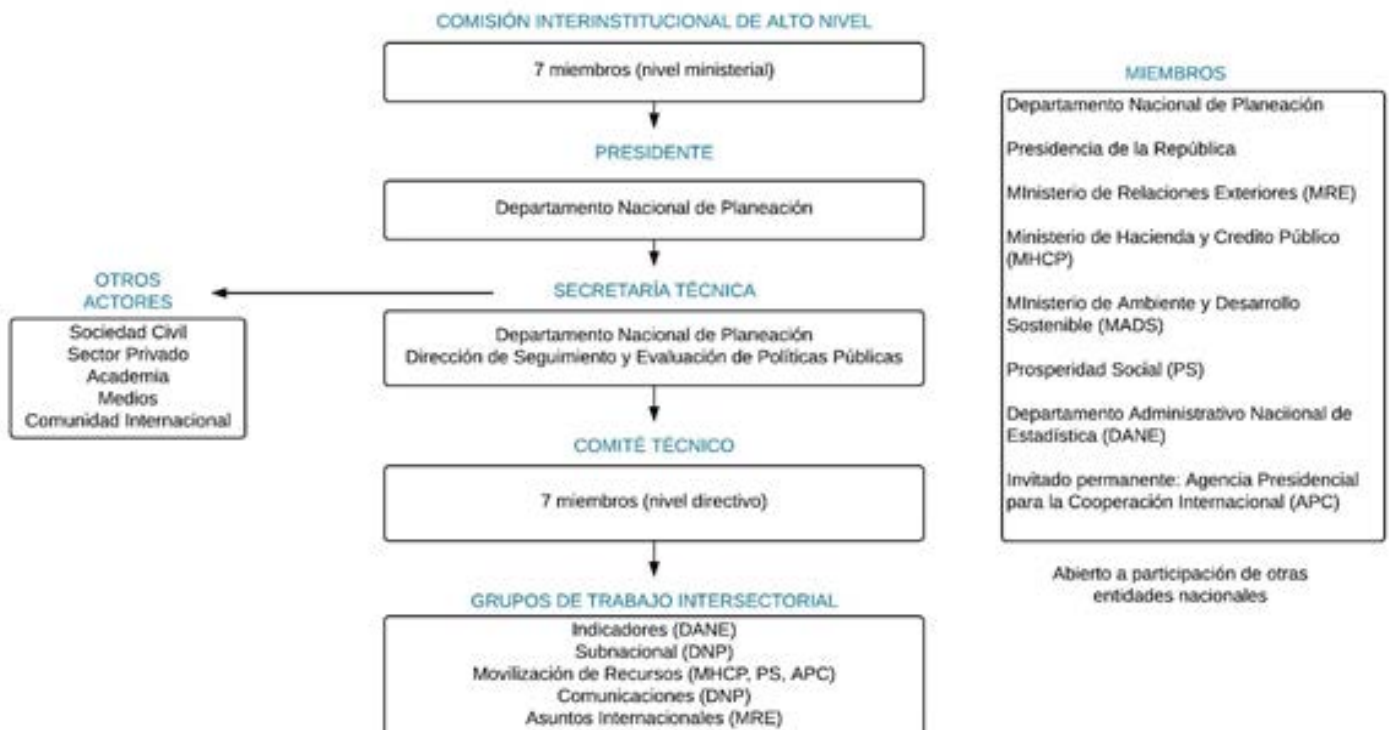 COMISIÓN INTERINSTITUCIONAL DE ALTO NIVEL
7 miembros (nivel ministerial)
PRESIDENTE
Departamento Nacional de Planeación
SECRETARÍA TÉCNICA
Departamento Nacional de Planeación
Dirección de Seguimiento y Evaluación de Políticas Públicas
OTROS
ACTORES
Sociedad Civil
Sector Privado
Academia
Medios
Comunidad Internacional
COMITÉ TÉCNICO
7 miembros (nivel directivo)
GRUPOS DE TRABAJO INTERSECTORIAL
Indicadores (DANE)
Subnacional (DNP)
Movilización de Recursos (MHCP, PS, APC)
Comunicaciones (DNP)
Asuntos Internacionales (MRE)
MIEMBROS
Departamento Nacional de Planeación
Presidencia de la República
MInisterio de Relaciones Exteriores (MRE)
Ministerio de Hacienda y Credito Público
(MHCP)
MInisterio de Ambiente y Desarrollo
Sostenible (MADS)
Prosperidad Social (PS)
Departamento Administrativo Naciional de
Estadística (DANE)
Invitado permanente: Agencia Presidencial
para la Cooperación Internacional (APC)
Abierto a participación de otras
entidades nacionales